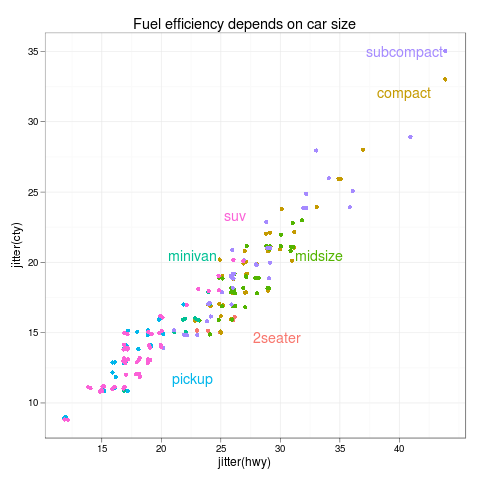 Fuel efficiency depends on car size
35
30
25
20
15
10
jitter(cty)
subcompact
compact
suv
minivan
midsize
2seater
pickup
15
20
25
30
35
40
jitter(hwy)